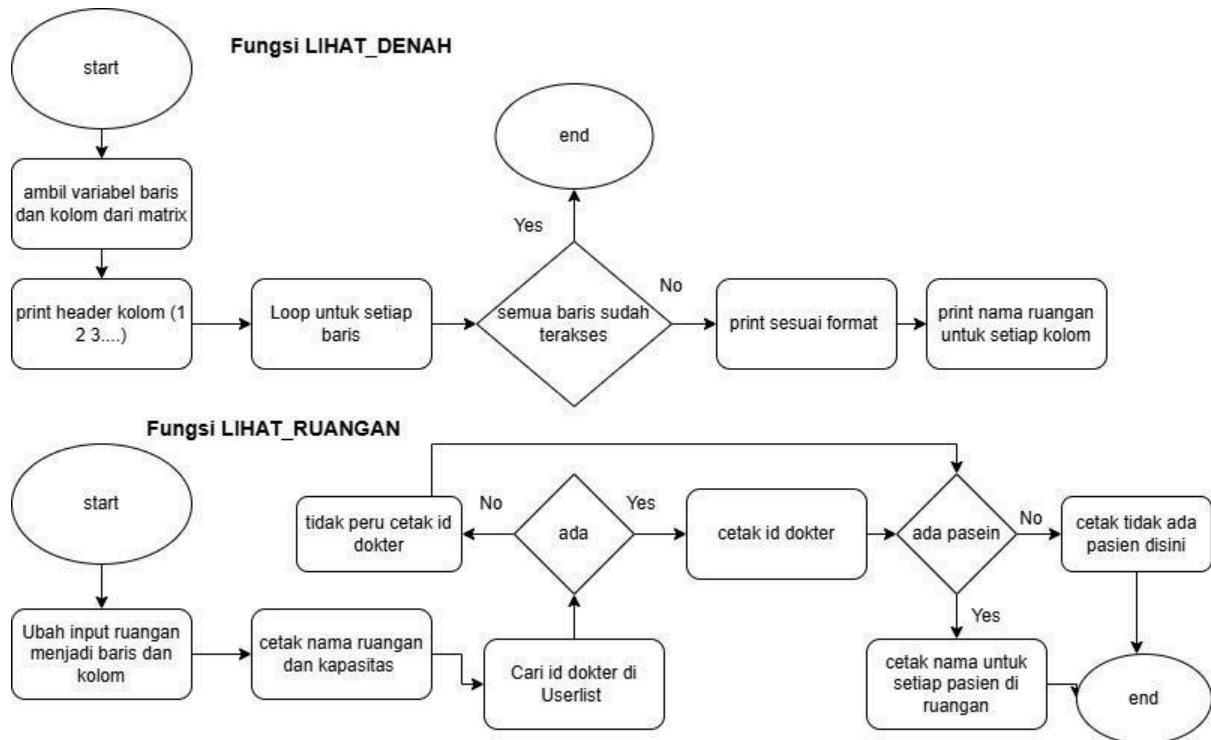 Fungsi LIHAT_DENAH
start
ambil variabel baris
dan kolom dari matrix
print header kolom (1
2 3....)
Loop untuk setiap
baris
semua baris sudah
terakses
Yes
end
No
print sesuai format
print nama ruangan
untuk setiap kolom
Fungsi LIHAT_RUANGAN
start
Ubah input ruangan
menjadi baris dan
kolom
cetak nama ruangan
dan kapasitas
Cari id dokter di
Userlist
ada
No
tidak peru cetak id
dokter
Yes
cetak id dokter
ada pasein
No
cetak tidak ada
pasien disini
Yes
cetak nama untuk
setiap pasien di
ruangan
end